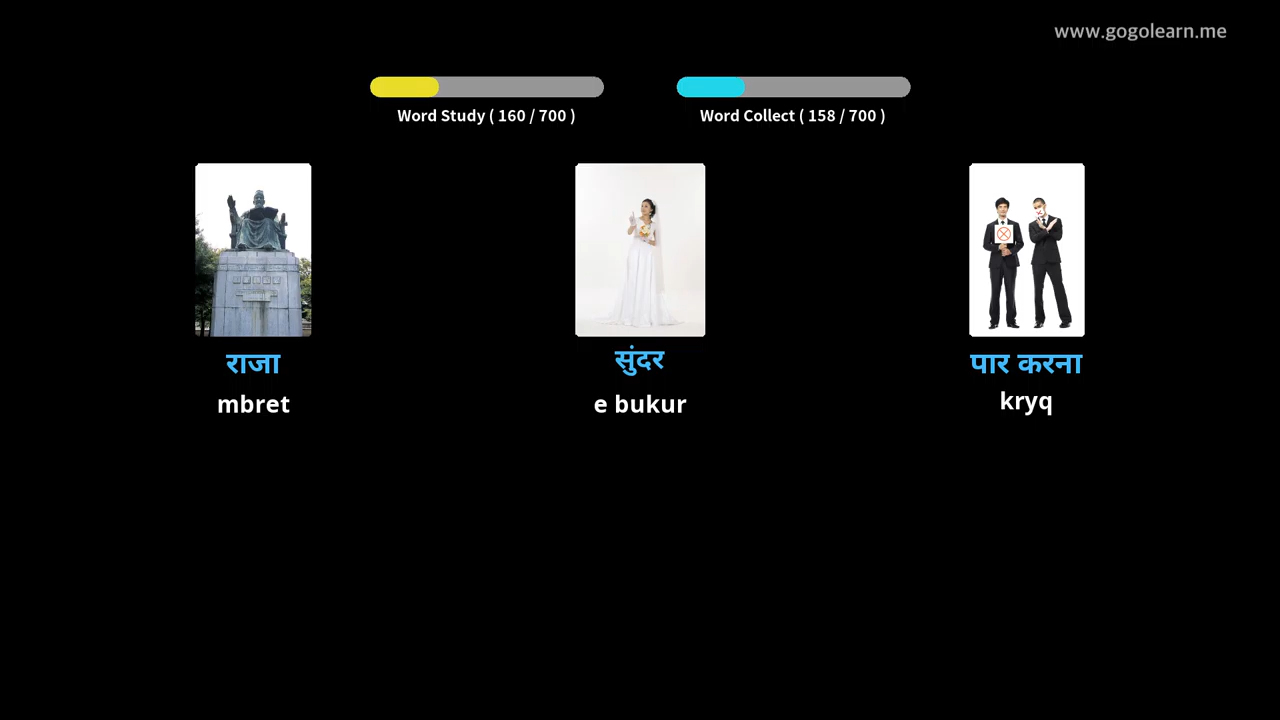 www.gogolearn.me
Word Study ( 160 / 700 )
Word Collect ( 158 / 700 )
राजा
mbret
सुंदर
e bukur
पार करना
kryq